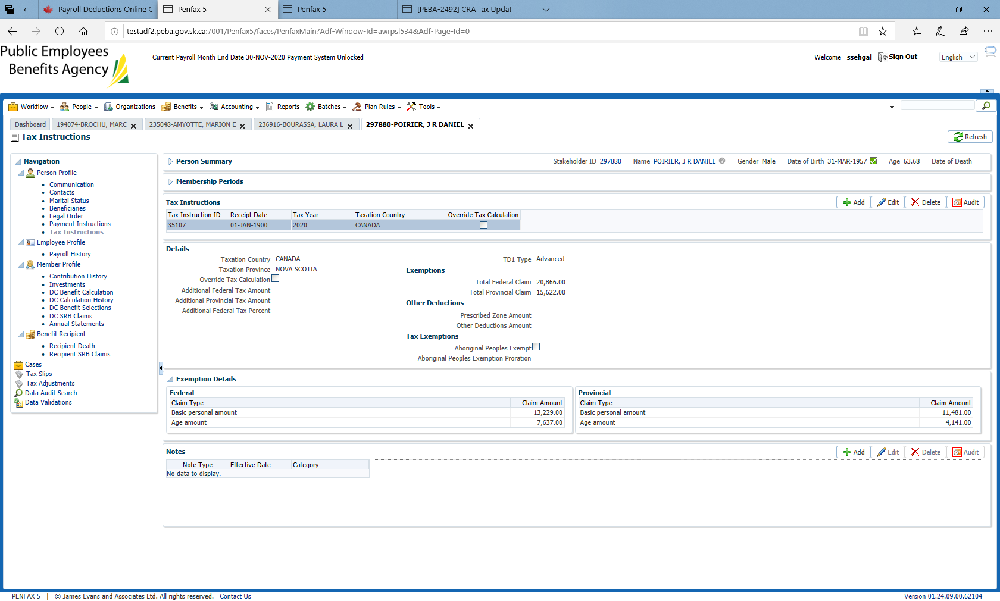 Payroll Deductions Online C
Penfax 5
Penfax 5
[PEBA-2492] CRA Tax Updat
testadf2.peba.gov.sk.ca:7001/Penfax5/faces/PenfaxMain?Adf-Window-Id=awrpsl534&Adf-Page-Id=0
Public Employees
Benefits Agency
Current Payroll Month End Date 30-NOV-2020 Payment System Unlocked
Welcome ssehgal Sign Out English
Workflow People Organizations Benefits Accounting Reports Batches Plan Rules Tools
Dashboard 194074-BROCHU, MARC 235048-AMYOTTE, MARION E 236916-BOURASSA, LAURA L 297880-POIRIER, J R DANIEL
Tax Instructions
Refresh
Navigation
Person Profile
Communication
Contacts
Marital Status
Beneficiaries
Legal Order
Payment Instructions
Tax Instructions
Employee Profile
Payroll History
Member Profile
Contribution History
Investments
DC Benefit Calculation
DC Calculation History
DC Benefit Selections
DC SRB Claims
Annual Statements
Benefit Recipient
Recipient Death
Recipient SRB Claims
Cases
Tax Slips
Tax Adjustments
Data Audit Search
Data Validations
Person Summary
Stakeholder ID 297880 Name POIRIER, J R DANIEL Gender Male Date of Birth 31-MAR-1957 Age 63.68 Date of Death
Membership Periods
Tax Instructions
Add Edit Delete Audit
Tax Instruction ID Receipt Date Tax Year Taxation Country Override Tax Calculation
35107 01-JAN-1900 2020 CANADA
Details
Taxation Country CANADA
Taxation Province NOVA SCOTIA
Override Tax Calculation
Additional Federal Tax Amount
Additional Provincial Tax Amount
Additional Federal Tax Percent
TD1 Type Advanced
Exemptions
Total Federal Claim 20,866.00
Total Provincial Claim 15,622.00
Other Deductions
Prescribed Zone Amount
Other Deductions Amount
Tax Exemptions
Aboriginal Peoples Exempt
Aboriginal Peoples Exemption Proration
Exemption Details
Federal
Claim Type Claim Amount
Basic personal amount 13,229.00
Age amount 7,637.00
Provincial
Claim Type Claim Amount
Basic personal amount 11,481.00
Age amount 4,141.00
Notes
Add Edit Delete Audit
Note Type Effective Date Category
No data to display.
PENFAX 5 | © James Evans and Associates Ltd. All rights reserved. Contact Us
Version 01.24.09.00.62104